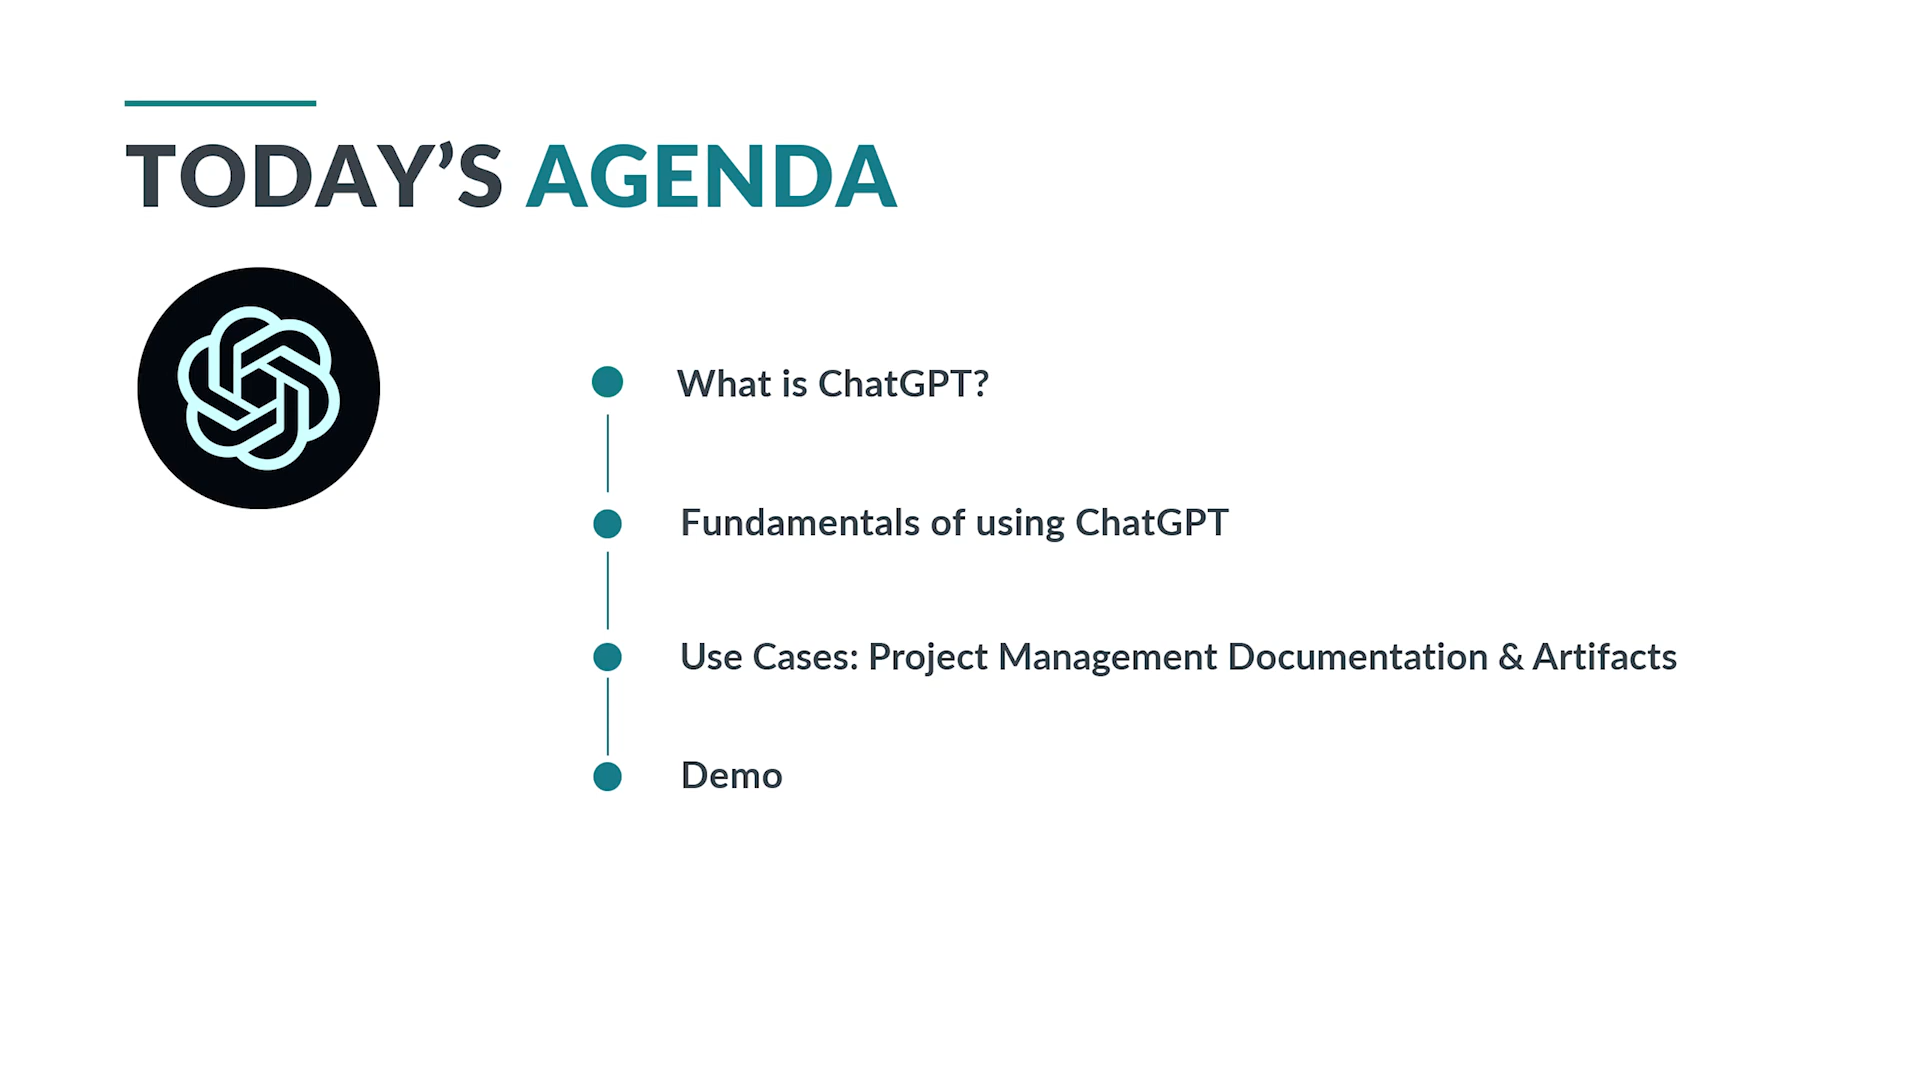 TODAY’S AGENDA
What is ChatGPT?
Fundamentals of using ChatGPT
Use Cases: Project Management Documentation & Artifacts
Demo